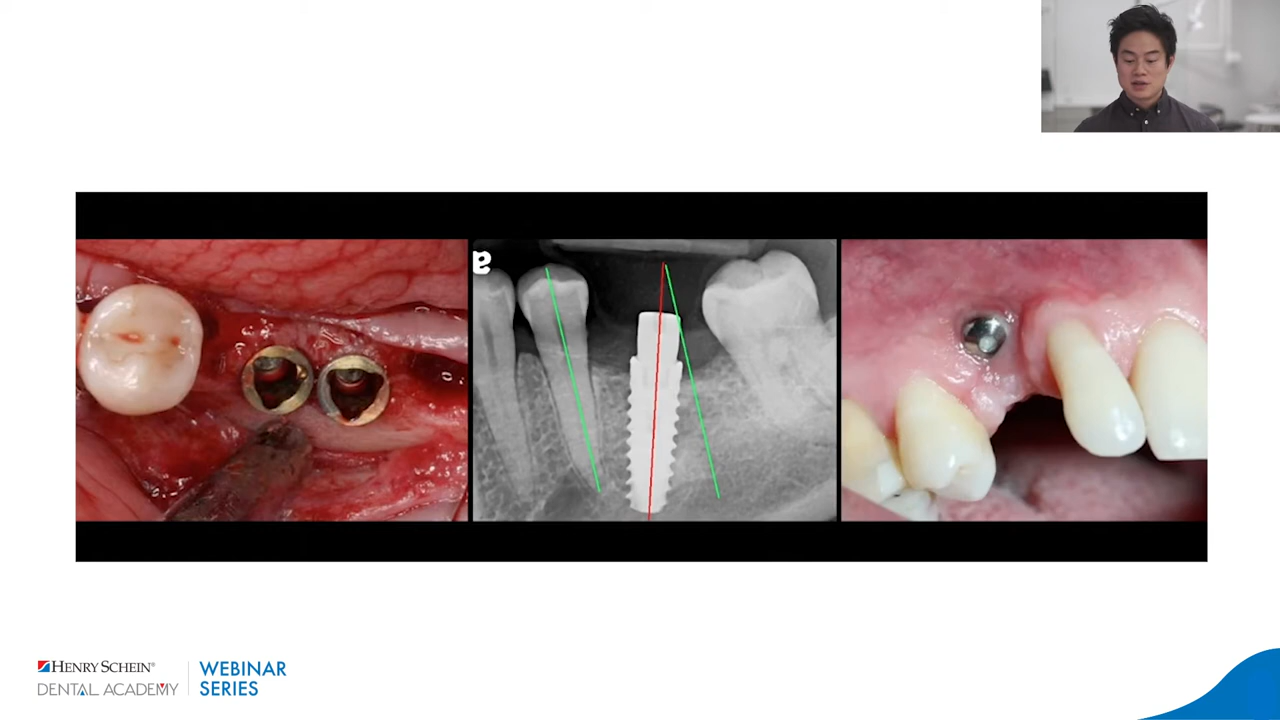 a
HENRY SCHEIN®
DENTAL ACADEMY
WEBINAR
SERIES